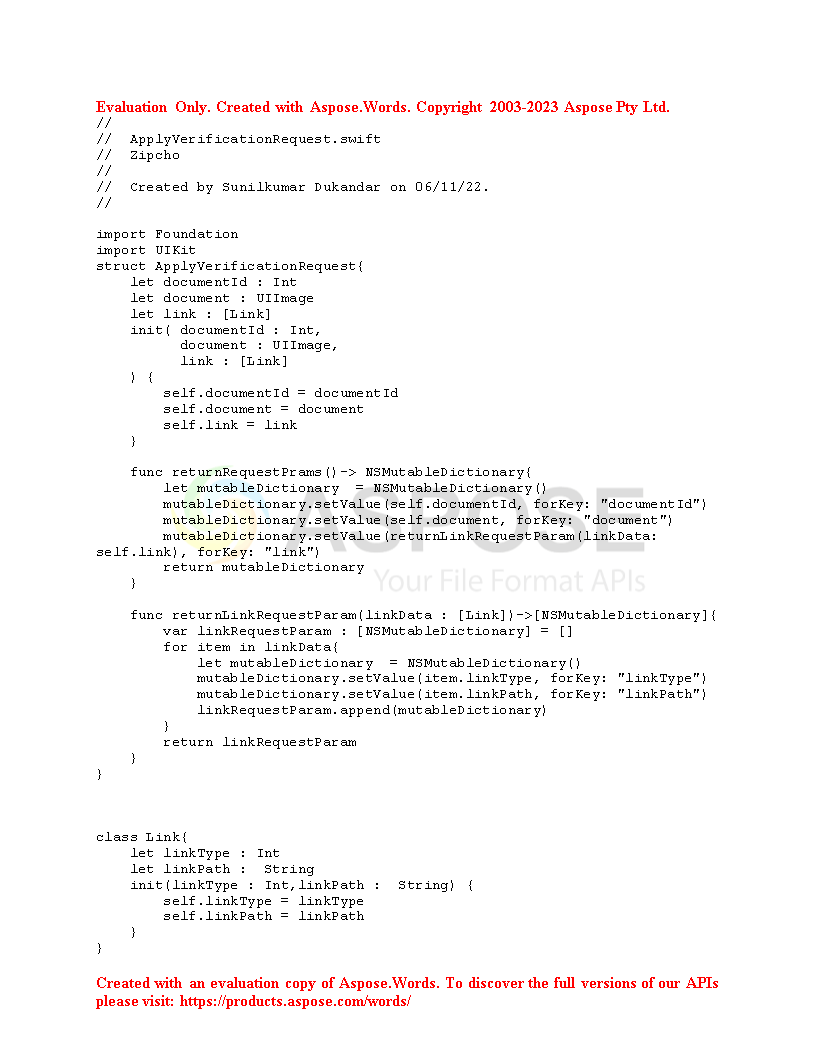 Evaluation Only. Created with Aspose.Words. Copyright 2003-2023 Aspose Pty Ltd.
//
//  ApplyVerificationRequest.swift
//  Zipcho
//
//  Created by Sunilkumar Dukandar on 06/11/22.
//

import Foundation
import UIKit
struct ApplyVerificationRequest{
    let documentId : Int
    let document : UIImage
    let link : [Link]
    init( documentId : Int,
          document : UIImage,
          link : [Link]
    ) {
        self.documentId = documentId
        self.document = document
        self.link = link
    }

    func returnRequestPrams()-> NSMutableDictionary{
        let mutableDictionary  = NSMutableDictionary()
        mutableDictionary.setValue(self.documentId, forKey: "documentId")
        mutableDictionary.setValue(self.document, forKey: "document")
        mutableDictionary.setValue(returnLinkRequestParam(linkData:
self.link), forKey: "link")
        return mutableDictionary
    }
ASPOSE
Your File Format APIs

    func returnLinkRequestParam(linkData : [Link])->[NSMutableDictionary]{
        var linkRequestParam : [NSMutableDictionary] = []
        for item in linkData{
            let mutableDictionary  = NSMutableDictionary()
            mutableDictionary.setValue(item.linkType, forKey: "linkType")
            mutableDictionary.setValue(item.linkPath, forKey: "linkPath")
            linkRequestParam.append(mutableDictionary)
        }
        return linkRequestParam
    }
}

class Link{
    let linkType : Int
    let linkPath :  String
    init(linkType : Int,linkPath :  String) {
        self.linkType = linkType
        self.linkPath = linkPath
    }
}

Created with an evaluation copy of Aspose.Words. To discover the full versions of our APIs
please visit: https://products.aspose.com/words/